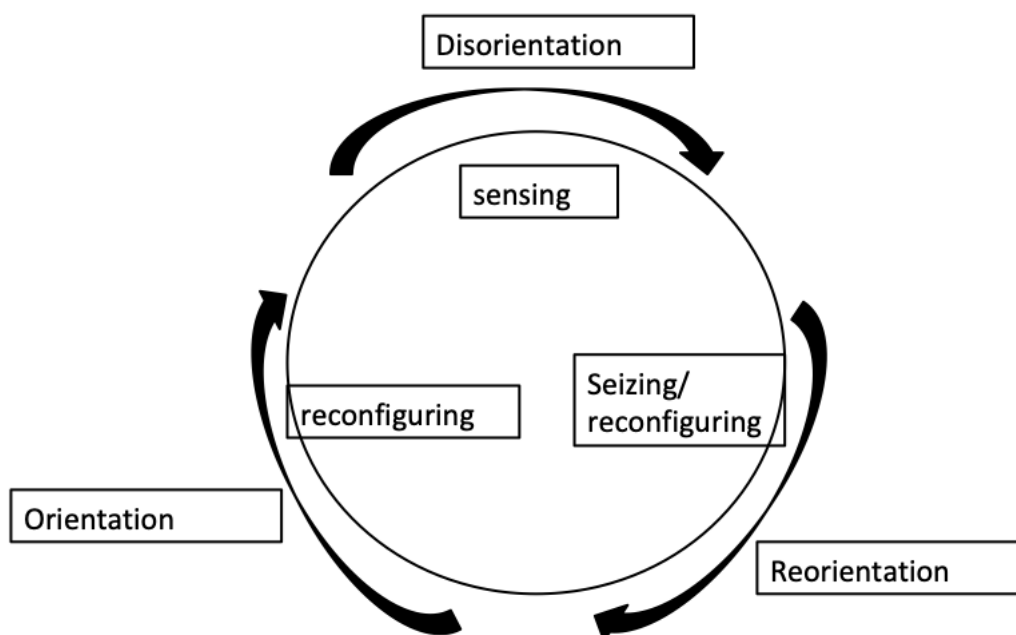 Disorientation
sensing
Seizing/
reconfiguring
reconfiguring
Orientation
Reorientation